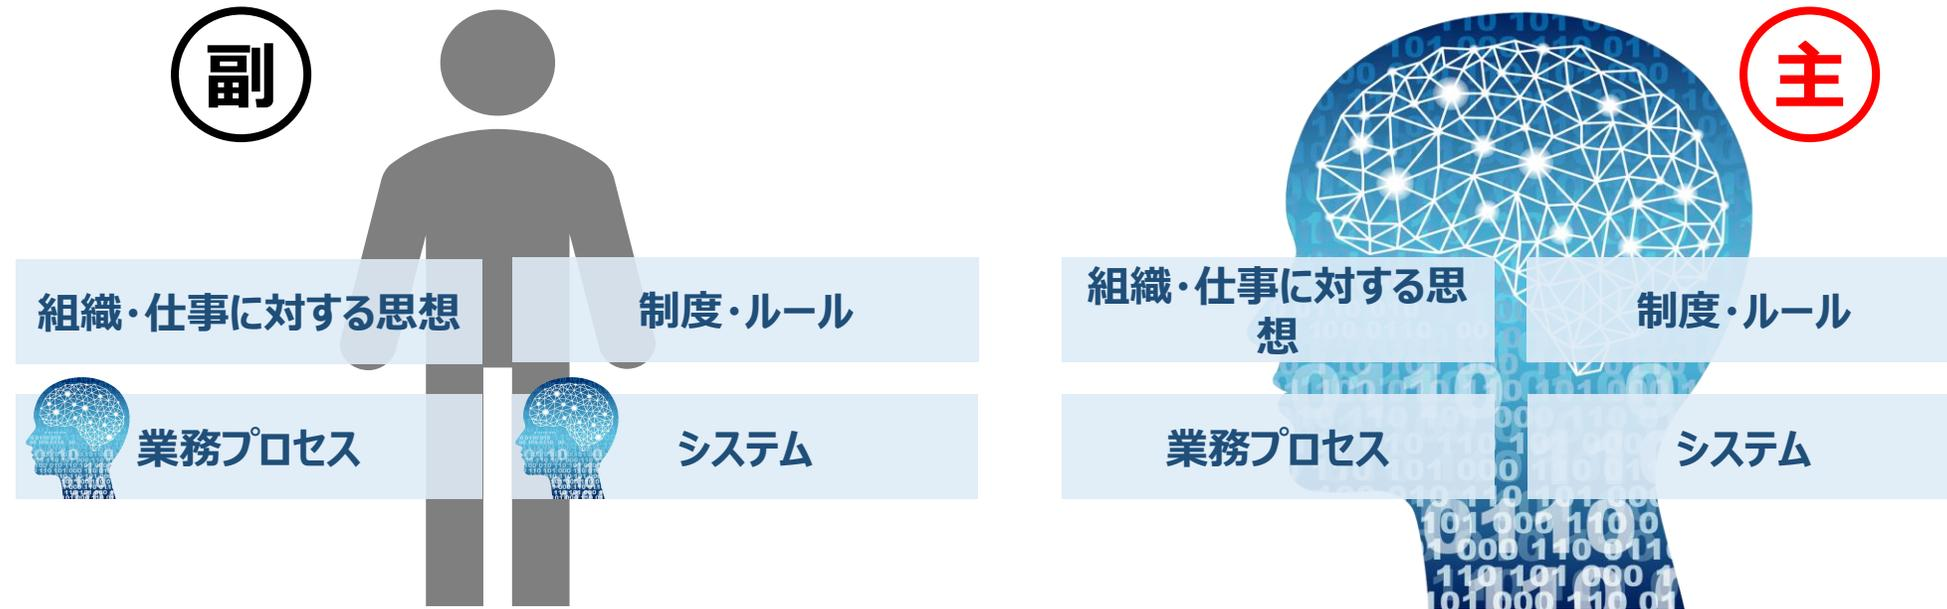 副
主
組織・仕事に対する思想
制度・ルール
業務プロセス
システム
組織・仕事に対する思
想
制度・ルール
業務プロセス
システム